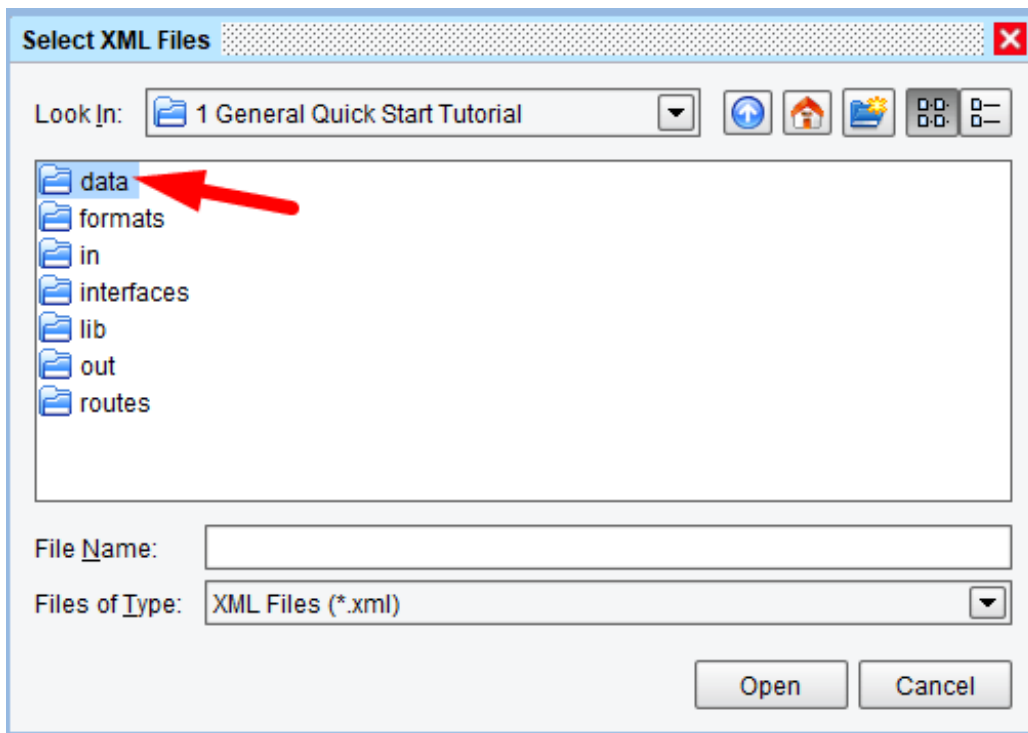 Select XML Files
Look In: 1 General Quick Start Tutorial
data
formats
in
interfaces
lib
out
routes
File Name:
Files of Type: XML Files (*.xml)
Open Cancel